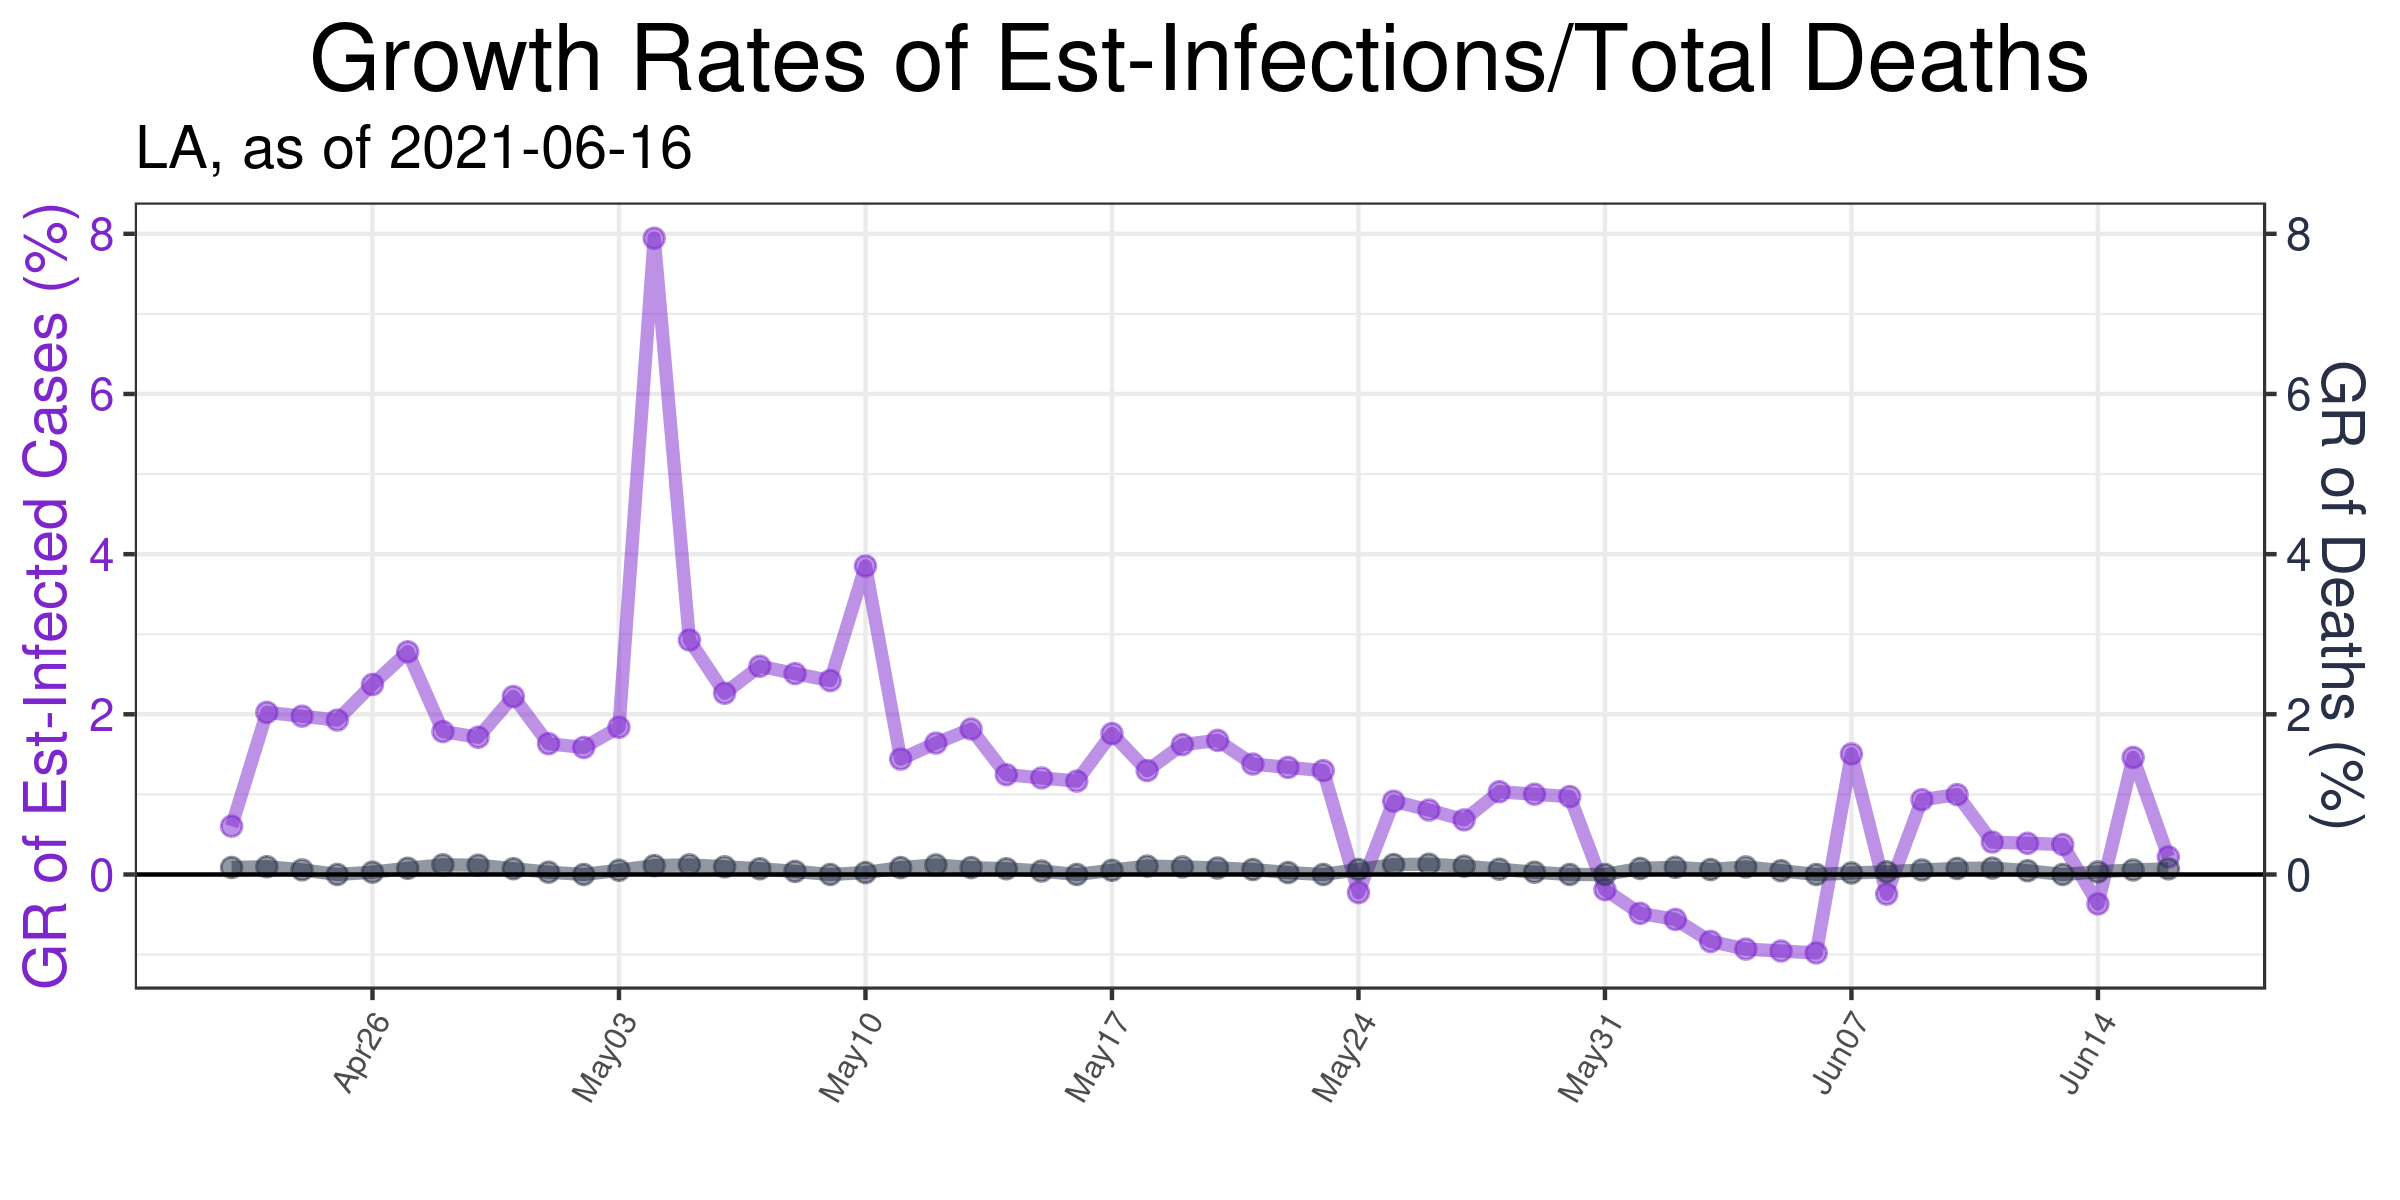 Growth Rates of Est-Infections/Total Deaths
LA, as of 2021-06-16
GR of Est-Infected Cases (%)
8
6
4
2
0
8
6
4
2
0
GR of Deaths (%)
Apr26
May03
May10
May17
May24
May31
Jun07
Jun14